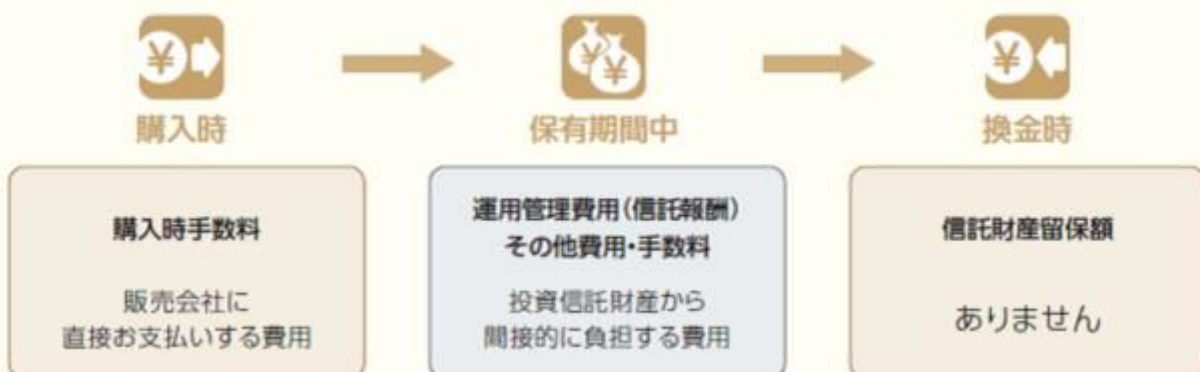 ¥
¥
¥
¥
購入時
保有期間中
換金時
購入時手数料
販売会社に
直接お支払いする費用
運用管理費用(信託報酬)
その他費用・手数料
投資信託財産から
間接的に負担する費用
信託財産留保額
ありません